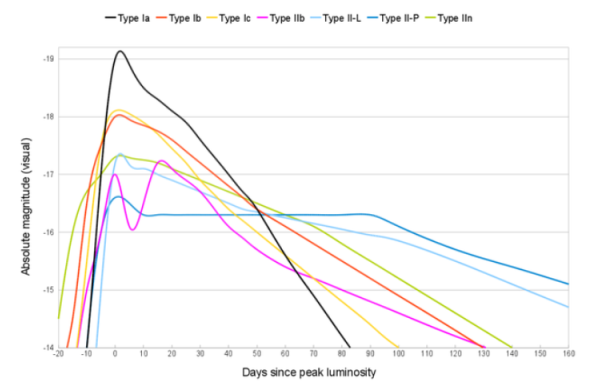 Type Ia Type Ib Type Ic Type IIb Type II-L Type II-P Type IIn
-19
-18
-17
-16
-15
-14
Absolute magnitude (visual)
-20 -10 0 10 20 30 40 50 60 70 80 90 100 110 120 130 140 150 160
Days since peak luminosity